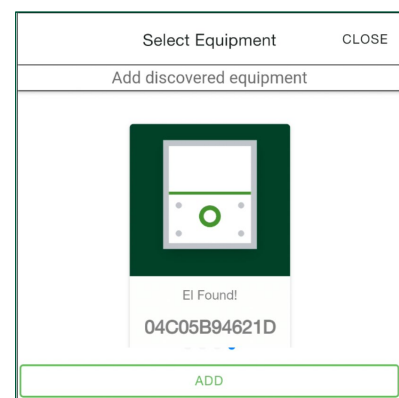 Select Equipment CLOSE
Add discovered equipment
EI Found!
04C05B94621D
ADD